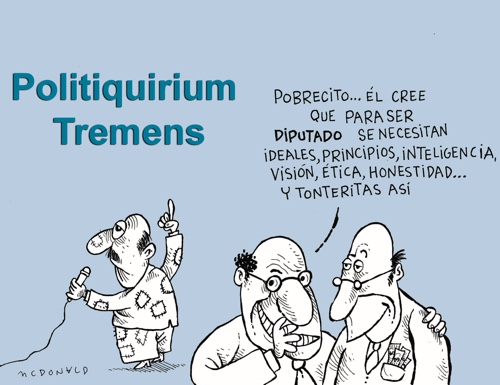 Politiquirium
Tremens
POBRECITO... ÉL CREE
QUE PARA SER
DIPUTADO SE NECESITAN
IDEALES, PRINCIPIOS, INTELIGENCIA,
VISIÓN, ÉTICA, HONESTIDAD...
Y TONTERITAS ASÍ
McDONALD